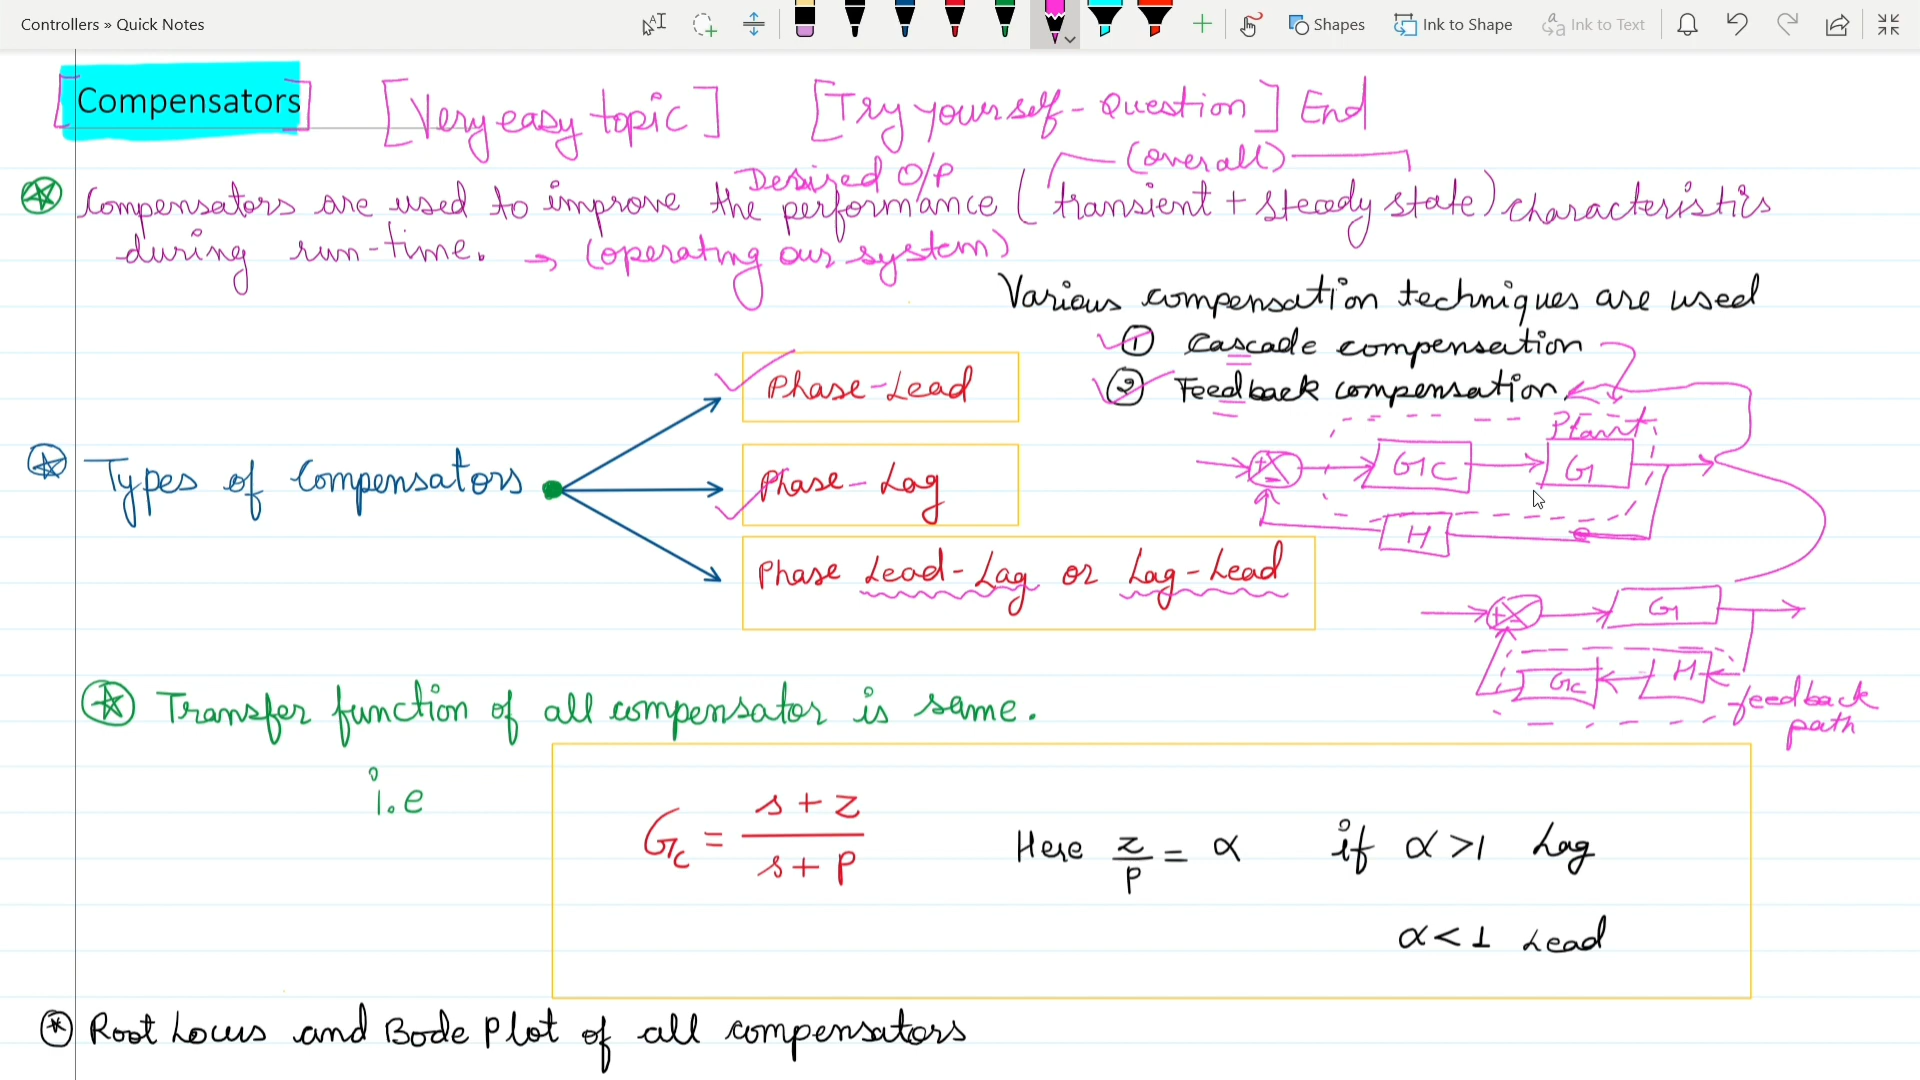 Controllers » Quick Notes
Shapes
Ink to Shape
Ink to Text
[Compensators] [Very easy topic] [Try yourself - Question] End
Desired O/P (overall)
Compensators are used to improve the performance (transient + steady state) characteristics
during run-time. → (operating our system)
Various compensation techniques are used
① Cascade compensation
② Feedback compensation.
Phase-Lead
Types of Compensators
Phase-Lag
Phase Lead-Lag or Lag-Lead
Plant
+ Gc G
H
+ G
Gc H
feedback
path
Transfer function of all compensator is same.
i.e
Gc = s+z / s+p Here z/p = α if α>1 Lag
α<1 Lead
Root Locus and Bode Plot of all compensators